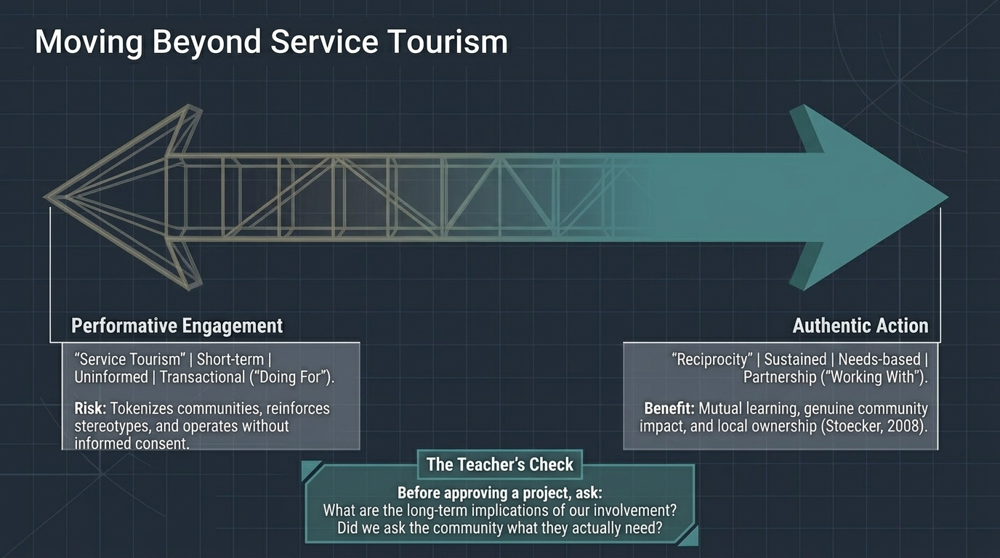 Moving Beyond Service Tourism
Performative Engagement
“Service Tourism” | Short-term |
Uninformed | Transactional (“Doing For”).
Risk: Tokenizes communities, reinforces
stereotypes, and operates without
informed consent.
Authentic Action
“Reciprocity” | Sustained | Needs-based |
Partnership (“Working With”).
Benefit: Mutual learning, genuine community
impact, and local ownership (Stoecker, 2008).
The Teacher’s Check
Before approving a project, ask:
What are the long-term implications of our involvement?
Did we ask the community what they actually need?